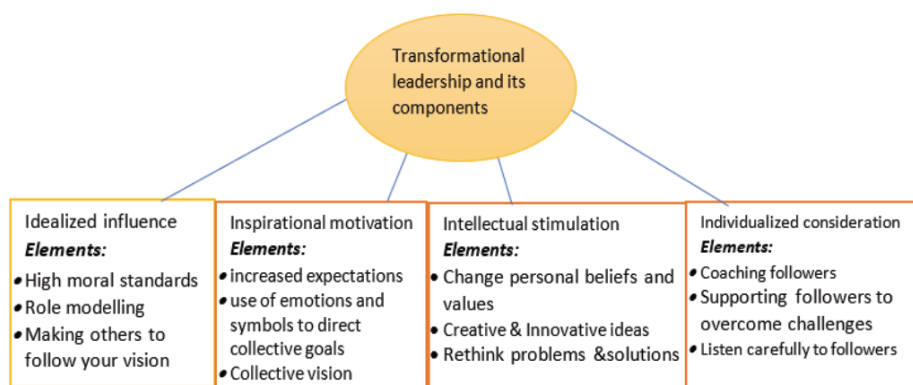 Transformational
leadership and its
components
Idealized influence
Elements:
• High moral standards
• Role modelling
• Making others to
follow your vision
Inspirational motivation
Elements:
• increased expectations
• use of emotions and
symbols to direct
collective goals
• Collective vision
Intellectual stimulation
Elements:
• Change personal beliefs and
values
• Creative & Innovative ideas
• Rethink problems &solutions
Individualized consideration
Elements:
• Coaching followers
• Supporting followers to
overcome challenges
• Listen carefully to followers